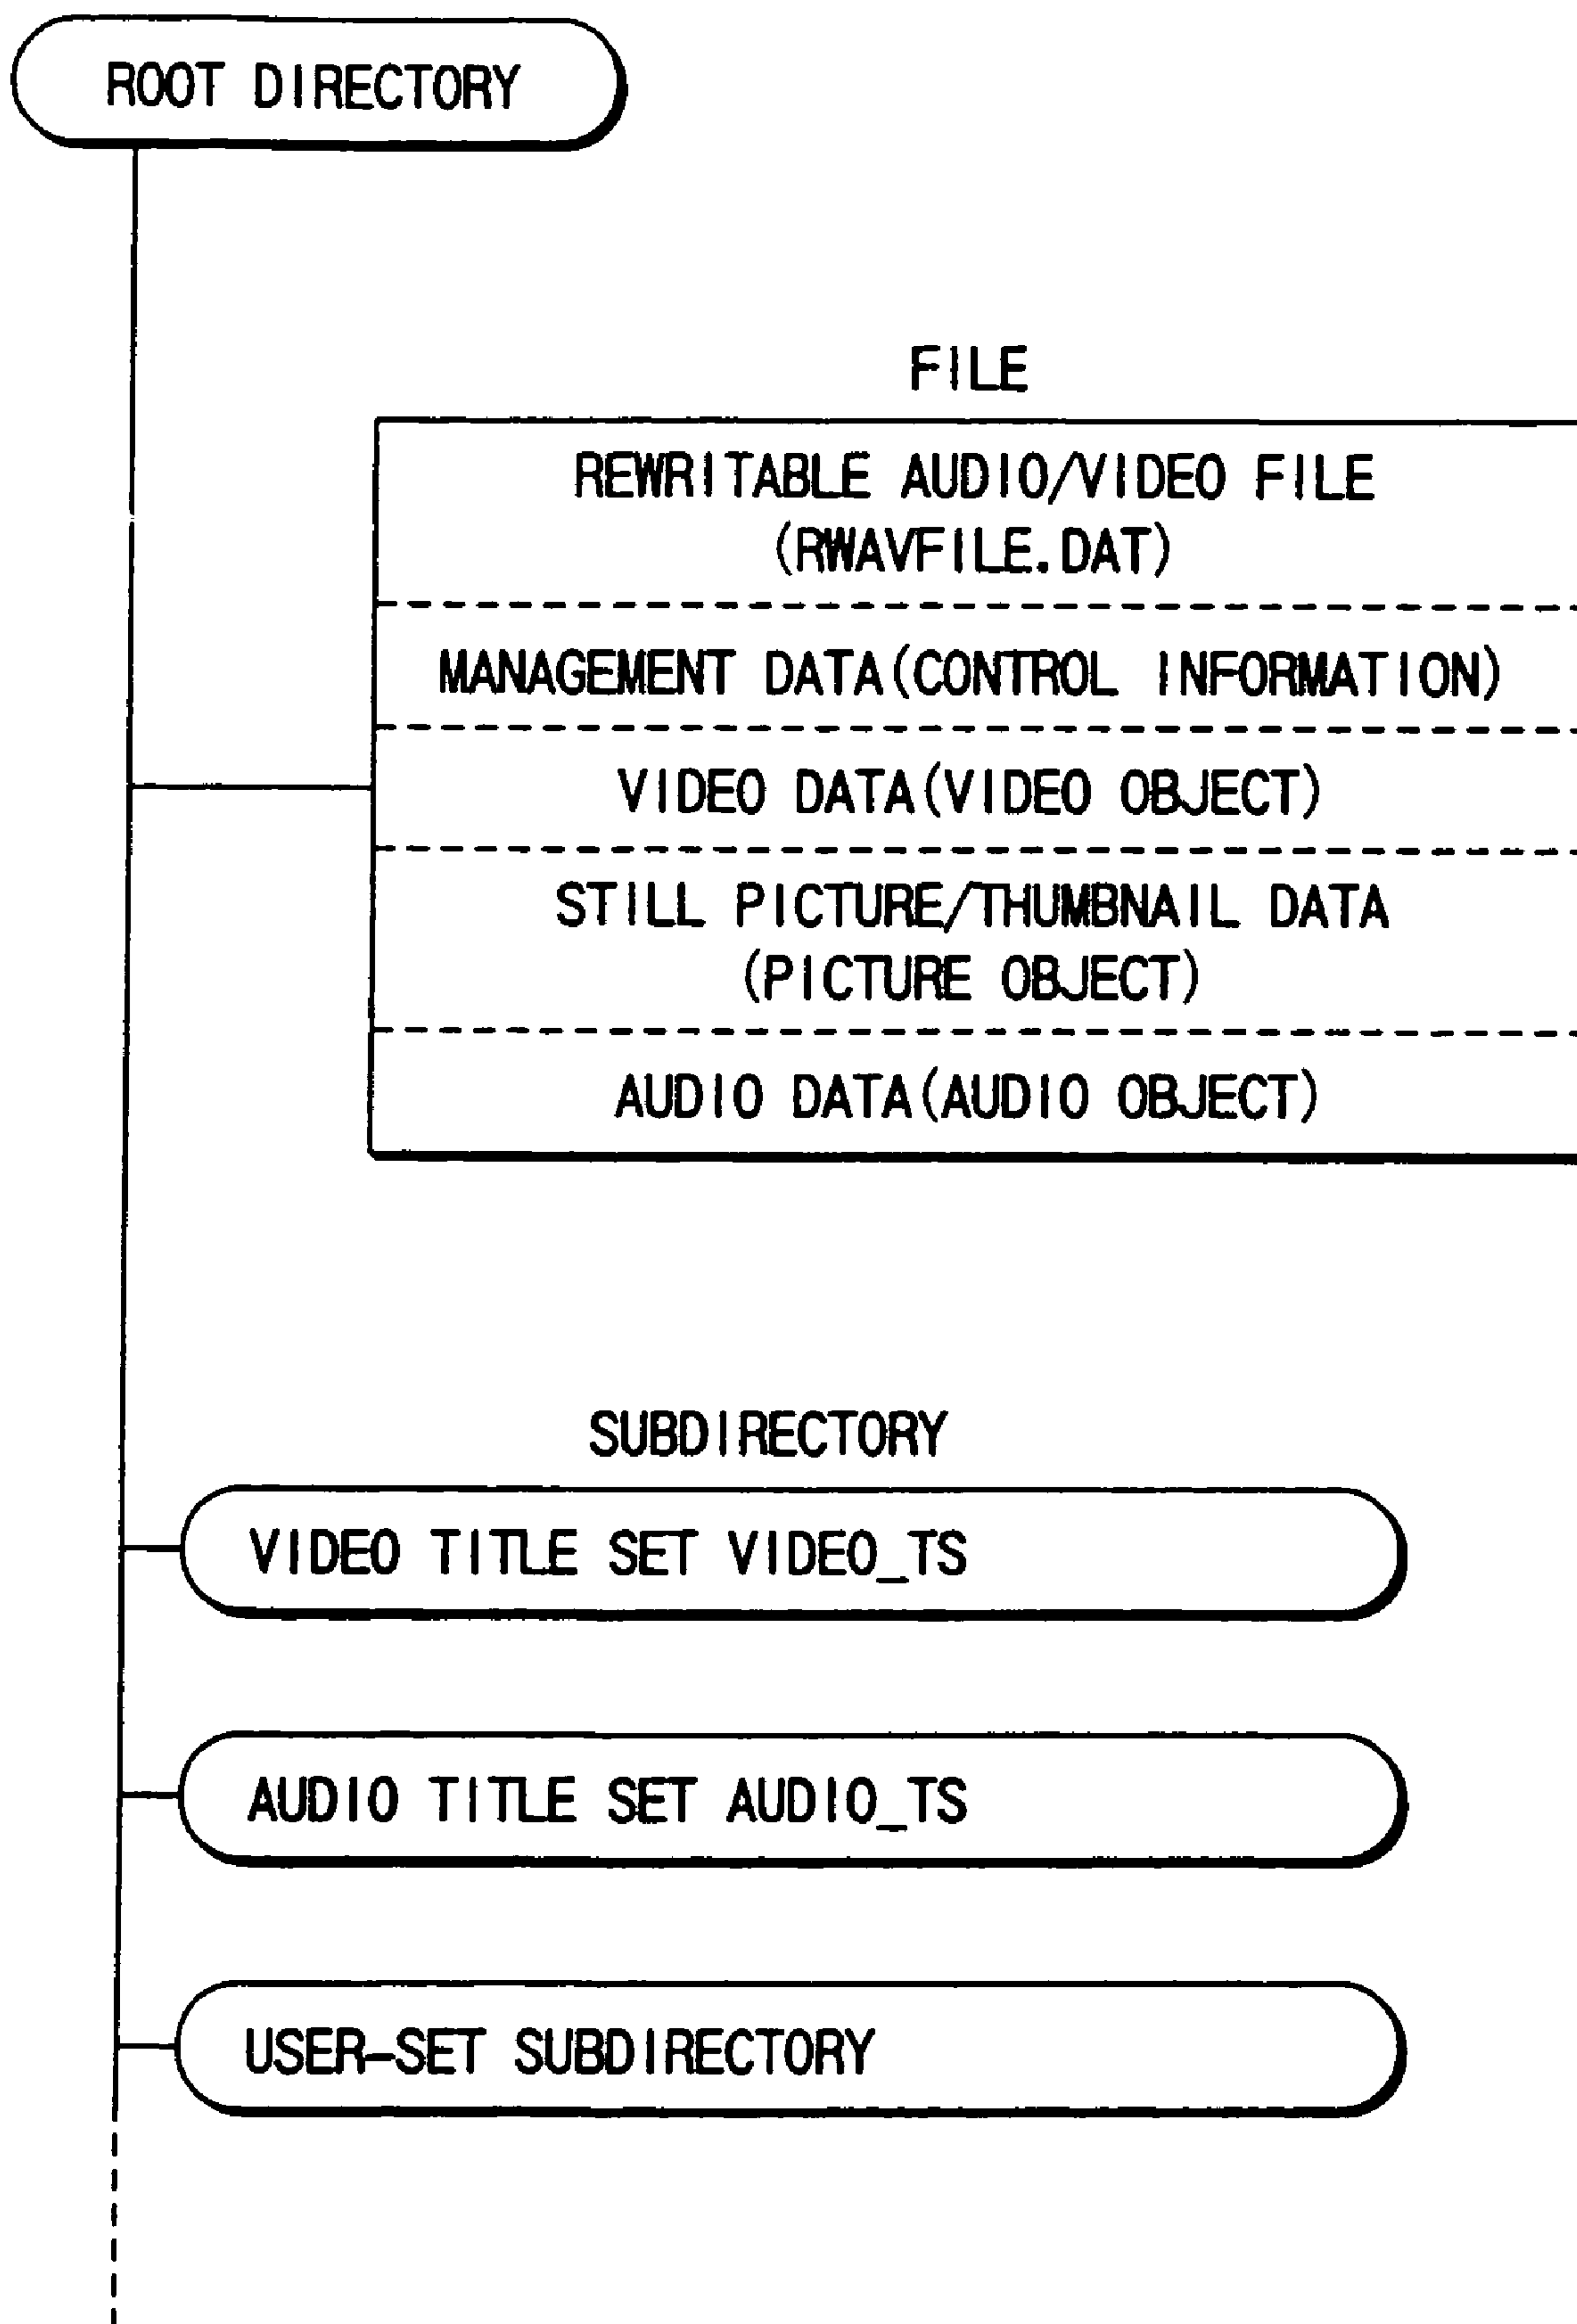 ROOT DIRECTORY
FILE
REWRITABLE AUDIO/VIDEO FILE
(RWAVFILE.DAT)
MANAGEMENT DATA(CONTROL INFORMATION)
VIDEO DATA(VIDEO OBJECT)
STILL PICTURE/THUMBNAIL DATA
(PICTURE OBJECT)
AUDIO DATA(AUDIO OBJECT)
SUBDIRECTORY
VIDEO TITLE SET VIDEO_TS
AUDIO TITLE SET AUDIO_TS
USER-SET SUBDIRECTORY